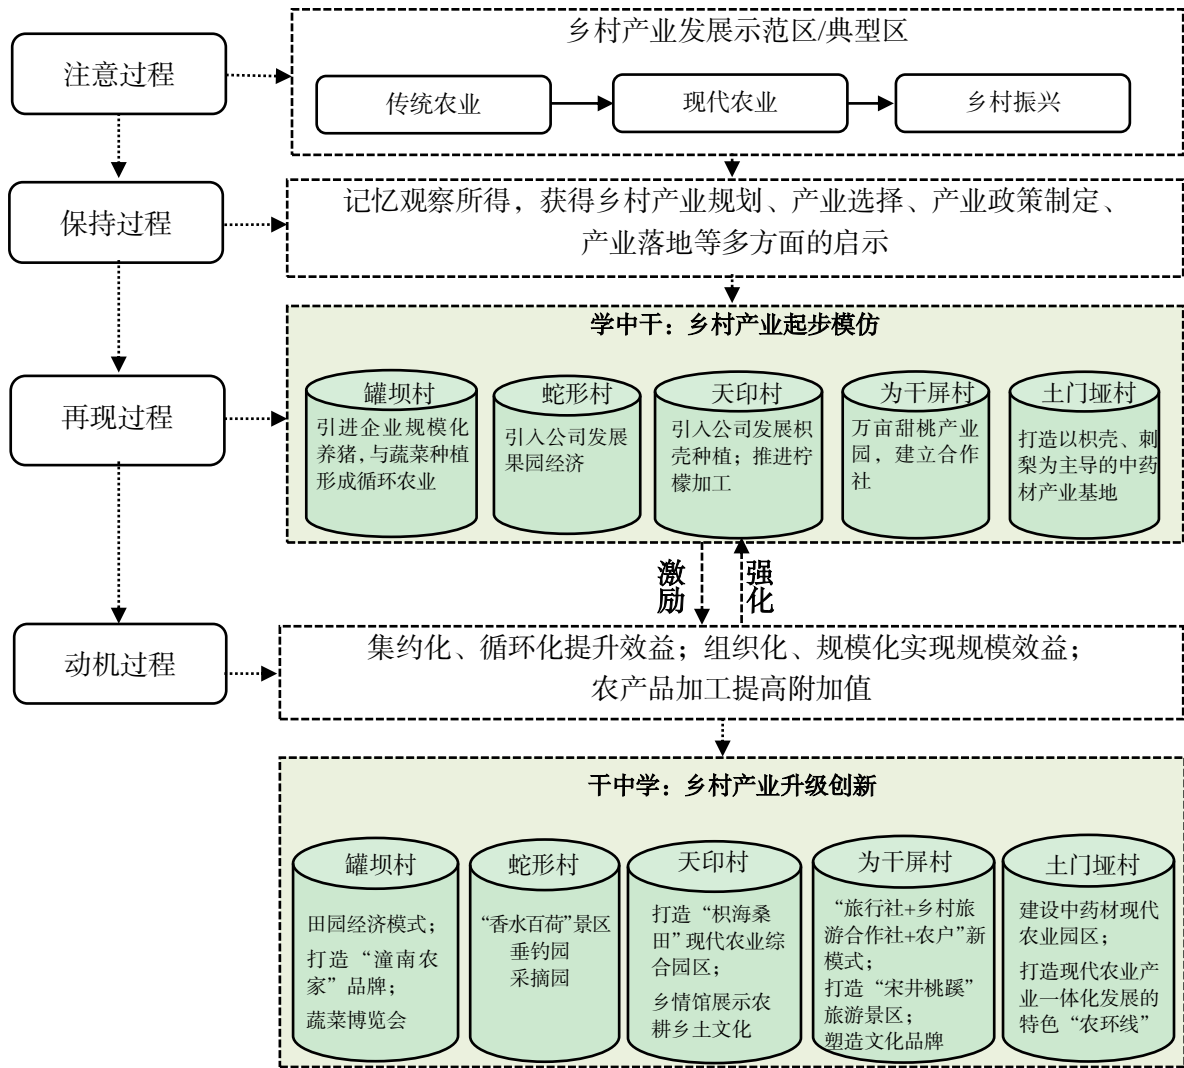 注意过程
乡村产业发展示范区/典型区
传统农业
现代农业
乡村振兴
保持过程
记忆观察所得，获得乡村产业规划、产业选择、产业政策制定、
产业落地等多方面的启示
再现过程
学中干：乡村产业起步模仿
罐坝村
引进企业规模化
养猪，与蔬菜种植
形成循环农业
蛇形村
引入公司发展
果园经济
天印村
引入公司发展枳
壳种植；推进柠
檬加工
为干屏村
万亩甜桃产业
园，建立合作
社
土门垭村
打造以枳壳、刺
梨为主导的中药
材产业基地
激励
强化
动机过程
集约化、循环化提升效益；组织化、规模化实现规模效益；
农产品加工提高附加值
干中学：乡村产业升级创新
罐坝村
田园经济模式；
打造“潼南农
家”品牌；
蔬菜博览会
蛇形村
“香水百荷”景区
垂钓园
采摘园
天印村
打造“枳海桑
田”现代农业综
合园区；
乡情馆展示农
耕乡土文化
为干屏村
“旅行社+乡村旅
游合作社+农户”新
模式；
打造“宋井桃蹊”
旅游景区；
塑造文化品牌
土门垭村
建设中药材现代
农业园区；
打造现代农业产
业一体化发展的
特色“农环线”